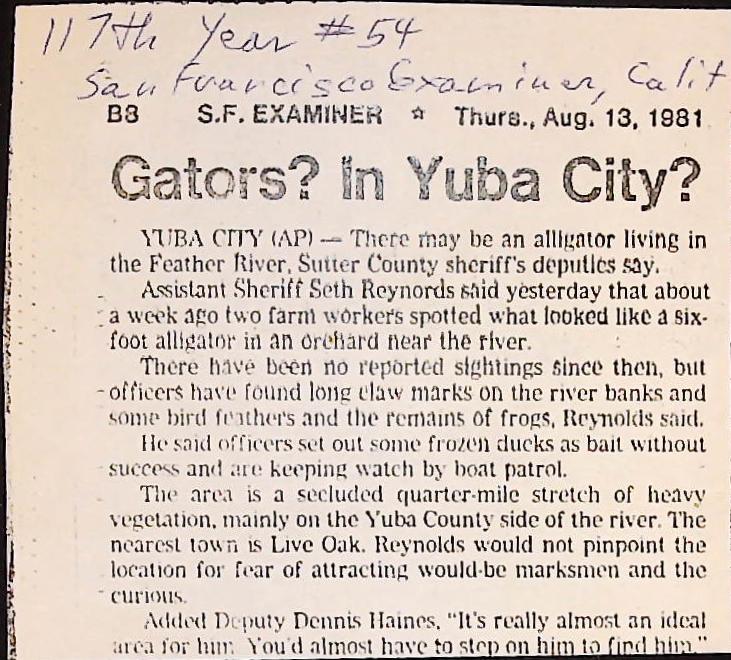 117th Year #54
San Francisco Examiner, Calif
B8 S.F. EXAMINER ☆ Thurs., Aug. 13, 1981
Gators? In Yuba City?
YUBA CITY (AP) — There may be an alligator living in
the Feather River, Sutter County sheriff's deputies say.
Assistant Sheriff Seth Reynords said yesterday that about
a week ago two farm workers spotted what looked like a six-
foot alligator in an orchard near the river.
There have been no reported sightings since then, but
officers have found long claw marks on the river banks and
some bird feathers and the remains of frogs, Reynolds said.
He said officers set out some frozen ducks as bait without
success and are keeping watch by boat patrol.
The area is a secluded quarter-mile stretch of heavy
vegetation, mainly on the Yuba County side of the river. The
nearest town is Live Oak. Reynolds would not pinpoint the
location for fear of attracting would-be marksmen and the
curious.
Added Deputy Dennis Haines, "It's really almost an ideal
area for him. You'd almost have to step on him to find him."